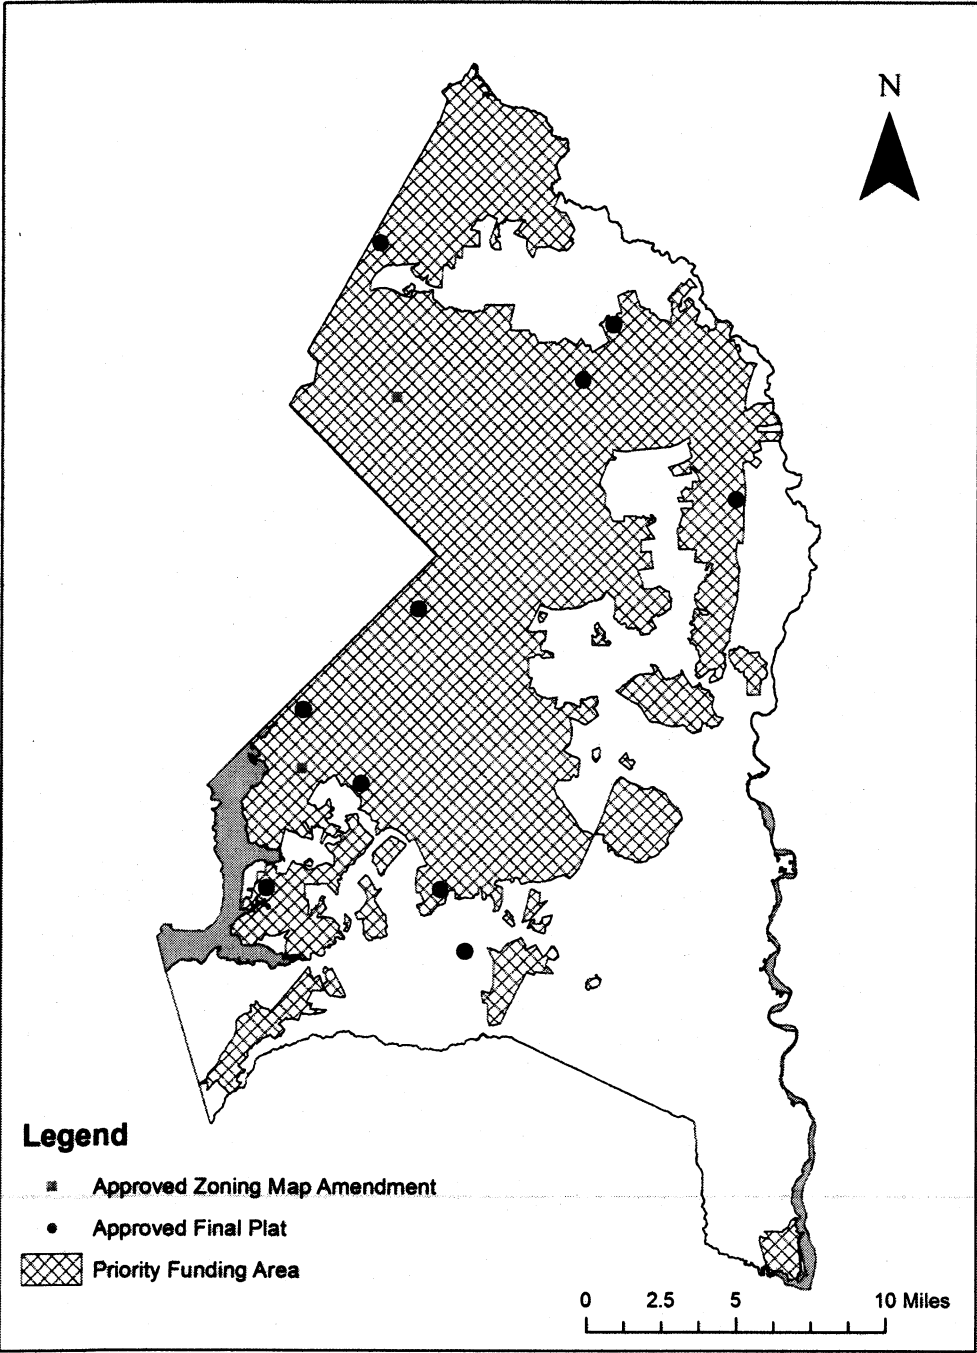 N
Legend
Approved Zoning Map Amendment
Approved Final Plat
Priority Funding Area
0 2.5 5 10 Miles